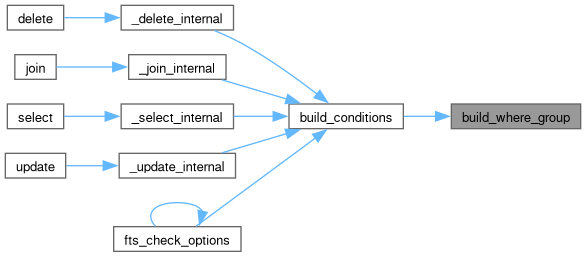 delete
_delete_internal
join
_join_internal
select
_select_internal
build_conditions
build_where_group
update
_update_internal
fts_check_options